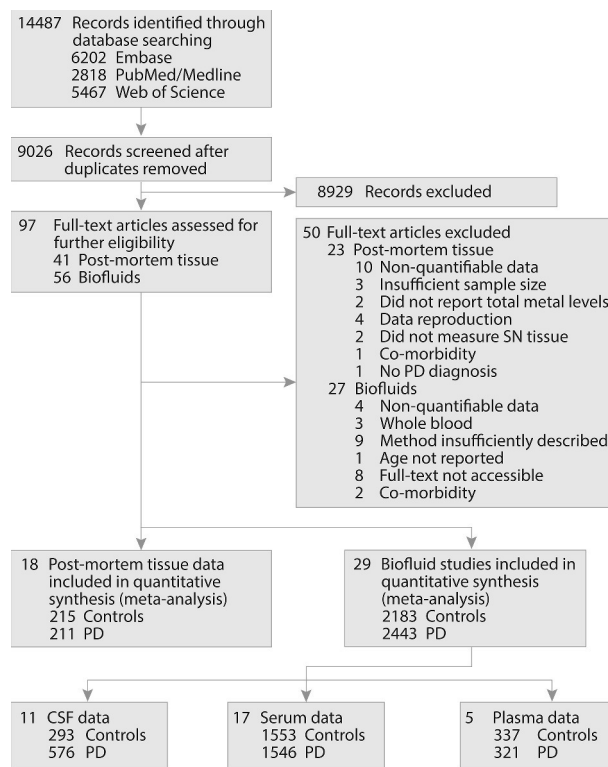 14487 Records identified through
database searching
6202 Embase
2818 PubMed/Medline
5467 Web of Science
9026 Records screened after
duplicates removed
8929 Records excluded
97 Full-text articles assessed for
further eligibility
41 Post-mortem tissue
56 Biofluids
50 Full-text articles excluded
23 Post-mortem tissue
10 Non-quantifiable data
3 Insufficient sample size
2 Did not report total metal levels
4 Data reproduction
2 Did not measure SN tissue
1 Co-morbidity
1 No PD diagnosis
27 Biofluids
4 Non-quantifiable data
3 Whole blood
9 Method insufficiently described
1 Age not reported
8 Full-text not accessible
2 Co-morbidity
18 Post-mortem tissue data
included in quantitative
synthesis (meta-analysis)
215 Controls
211 PD
29 Biofluid studies included in
quantitative synthesis
(meta-analysis)
2183 Controls
2443 PD
11 CSF data
293 Controls
576 PD
17 Serum data
1553 Controls
1546 PD
5 Plasma data
337 Controls
321 PD